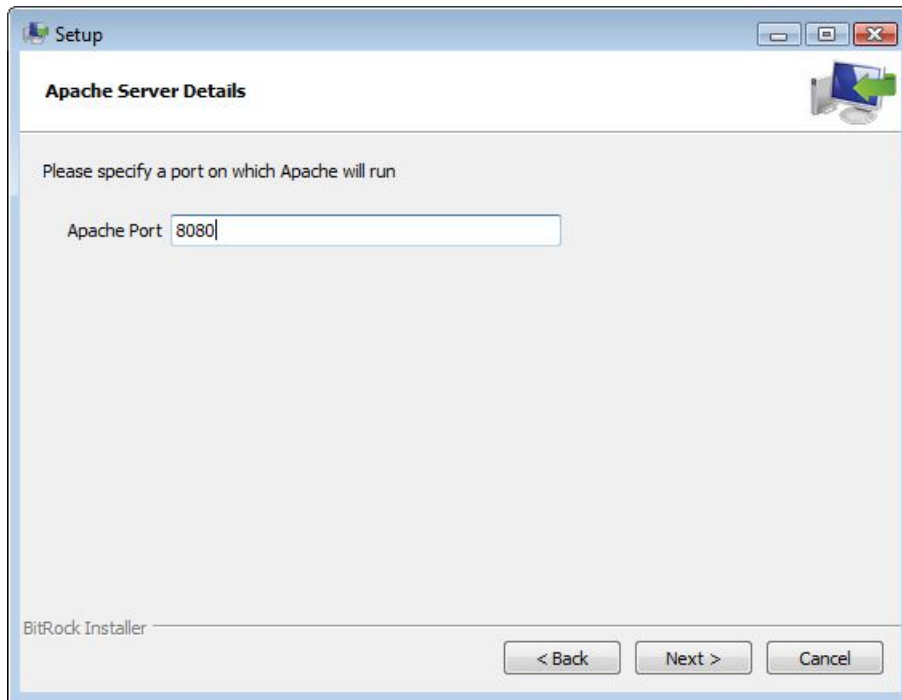 Setup
Apache Server Details
Please specify a port on which Apache will run
Apache Port 8080
BitRock Installer
< Back Next > Cancel